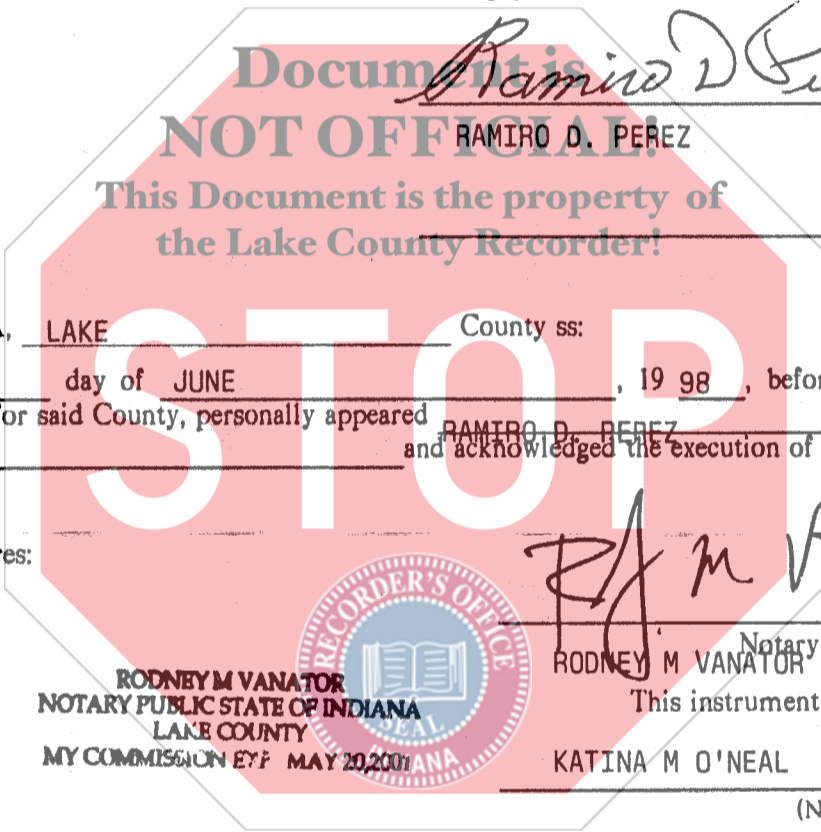 Ramiro D
Document is
NOT OFFICIAL!
RAMIRO D. PEREZ
This Document is the property of
the Lake County Recorder!
STOP
LAKE County ss:
day of JUNE , 19 98 , befor
or said County, personally appeared RAMIRO D. PEREZ
and acknowledged the execution of
es:
R M V
RECORDER'S OFFICE
SEAL
INDIANA
Notary
RODNEY M VANATOR
This instrument
KATINA M O'NEAL
(N
RODNEY M VANATOR
NOTARY PUBLIC STATE OF INDIANA
LAKE COUNTY
MY COMMISSION EXP MAY 20,2001